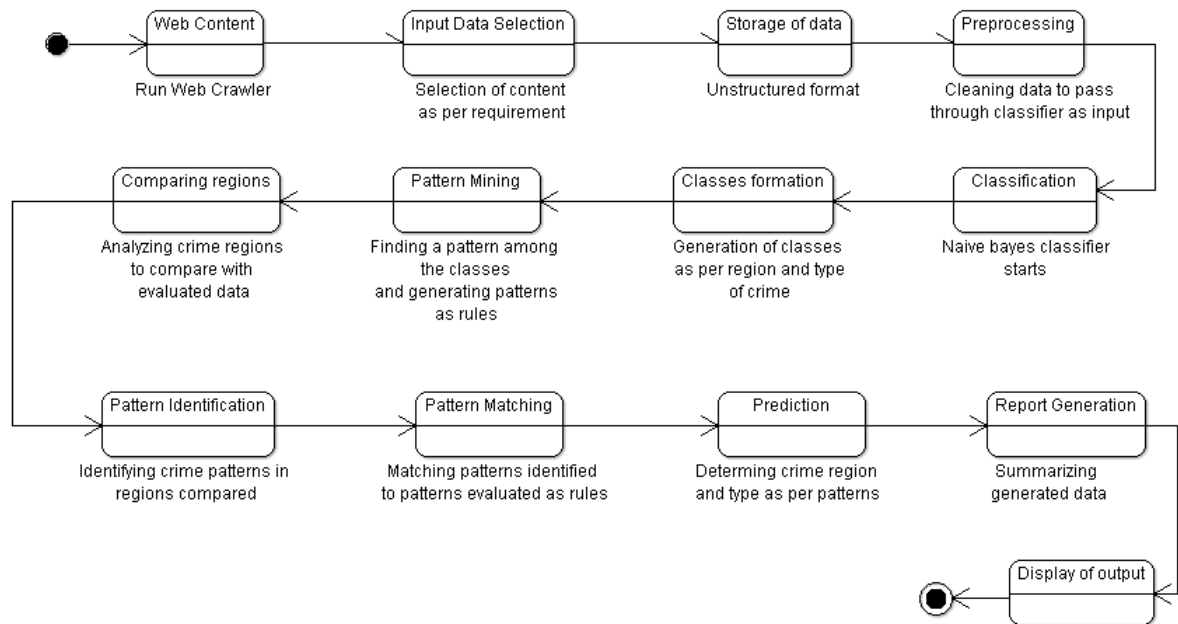 Web Content
Run Web Crawler
Input Data Selection
Selection of content
as per requirement
Storage of data
Unstructured format
Preprocessing
Cleaning data to pass
through classifier as input
Classification
Naive bayes classifier
starts
Classes formation
Generation of classes
as per region and type
of crime
Pattern Mining
Finding a pattern among
the classes
and generating patterns
as rules
Comparing regions
Analyzing crime regions
to compare with
evaluated data
Pattern Identification
Identifying crime patterns in
regions compared
Pattern Matching
Matching patterns identified
to patterns evaluated as rules
Prediction
Determing crime region
and type as per patterns
Report Generation
Summarizing
generated data
Display of output